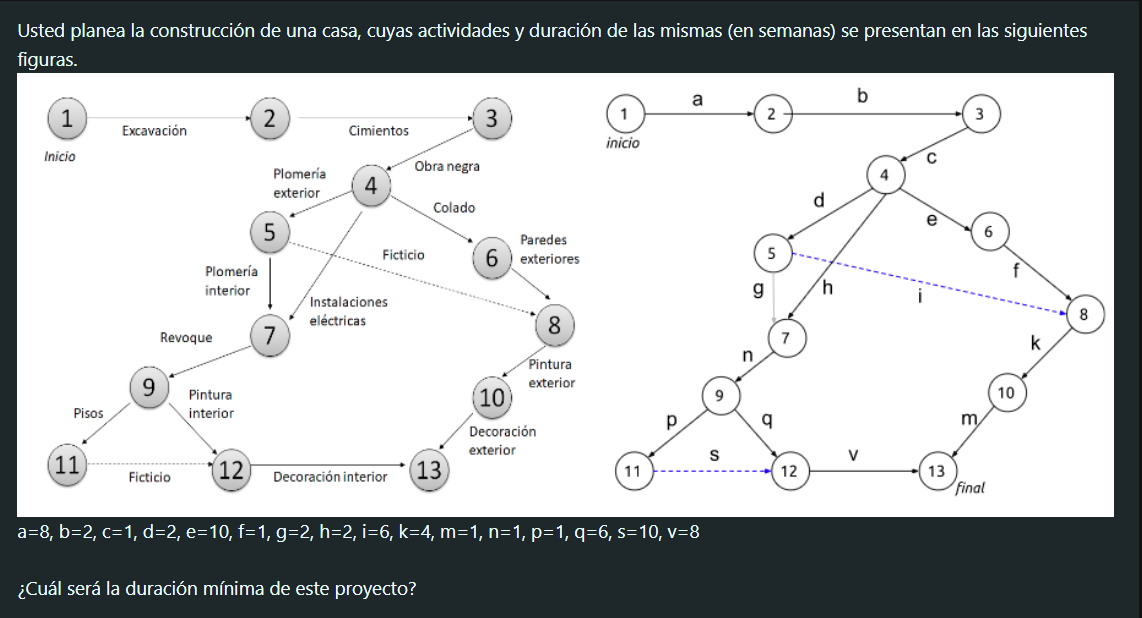 Usted planea la construcción de una casa, cuyas actividades y duración de las mismas (en semanas) se presentan en las siguientes
figuras.
1
2
3
Excavación
Cimientos
Inicio
Obra negra
Plomería
exterior
4
Colado
5
Ficticio
6
Paredes
exteriores
Plomería
interior
Instalaciones
eléctricas
7
8
Revoque
Pintura
exterior
9
Pintura
interior
10
Pisos
Decoración
exterior
11
Ficticio
12
Decoración interior
13
a
b
1
2
3
inicio
c
4
d
e
5
6
f
g
h
i
8
7
k
n
9
10
p
q
m
s
v
11
12
13
final
a=8, b=2, c=1, d=2, e=10, f=1, g=2, h=2, i=6, k=4, m=1, n=1, p=1, q=6, s=10, v=8
¿Cuál será la duración mínima de este proyecto?